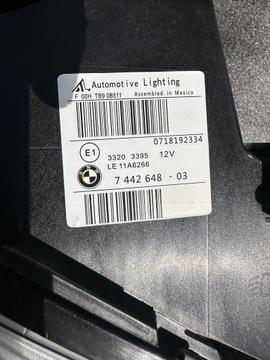 AL Automotive Lighting
F 00H TB9 0B511 Assembled. in Mexico
0718192334
E1 3320 3395 12V
LE 11A6266
7 442 648 - 03